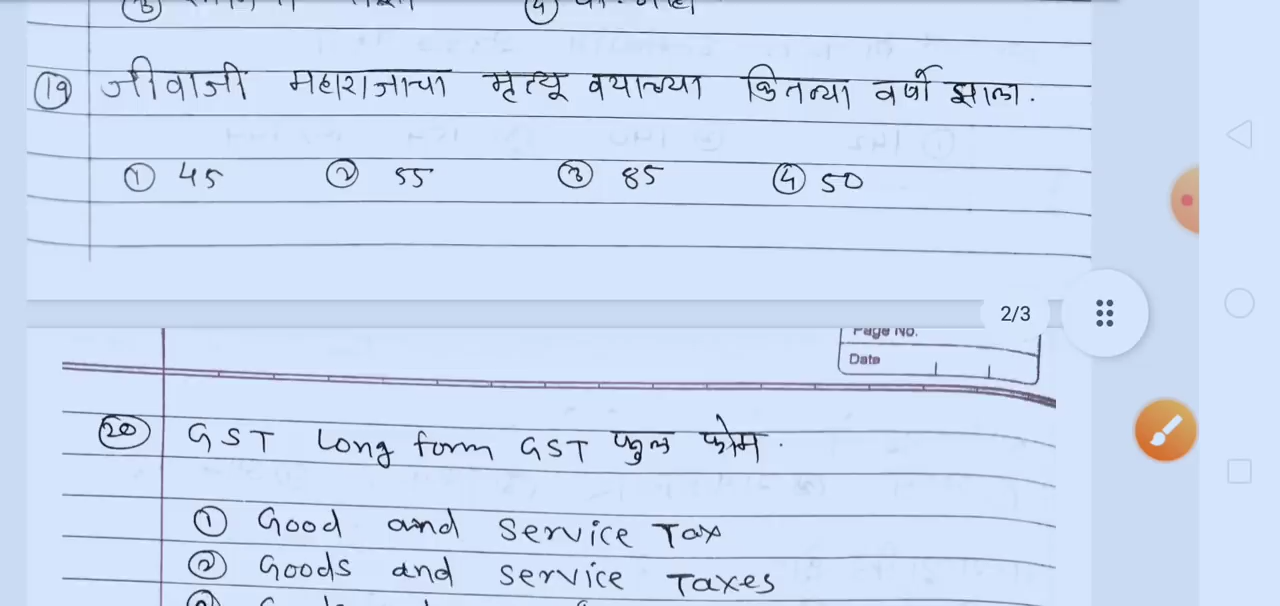 19 जीवाजी महाराजाचा मृत्यू वयाच्या कितव्या वर्षी झाला.
① 45 ② 55 ③ 85 ④ 50
2/3
Page No.
Date
20 GST Long form GST फुल फोम.
① Good and Service Tax
② Goods and Service Taxes